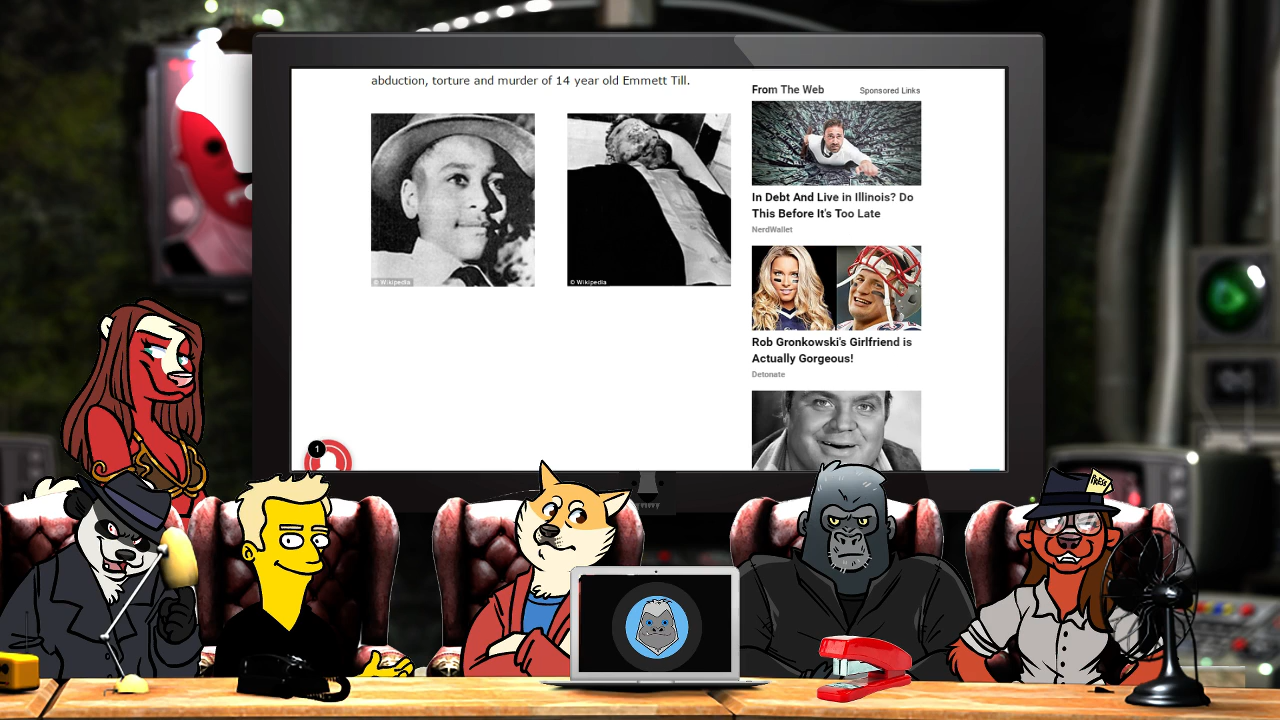 abduction, torture and murder of 14 year old Emmett Till.
© Wikipedia
© Wikipedia
From The Web
Sponsored Links
In Debt And Live in Illinois? Do
This Before It's Too Late
NerdWallet
Rob Gronkowski's Girlfriend is
Actually Gorgeous!
Detonate
1
PRESS